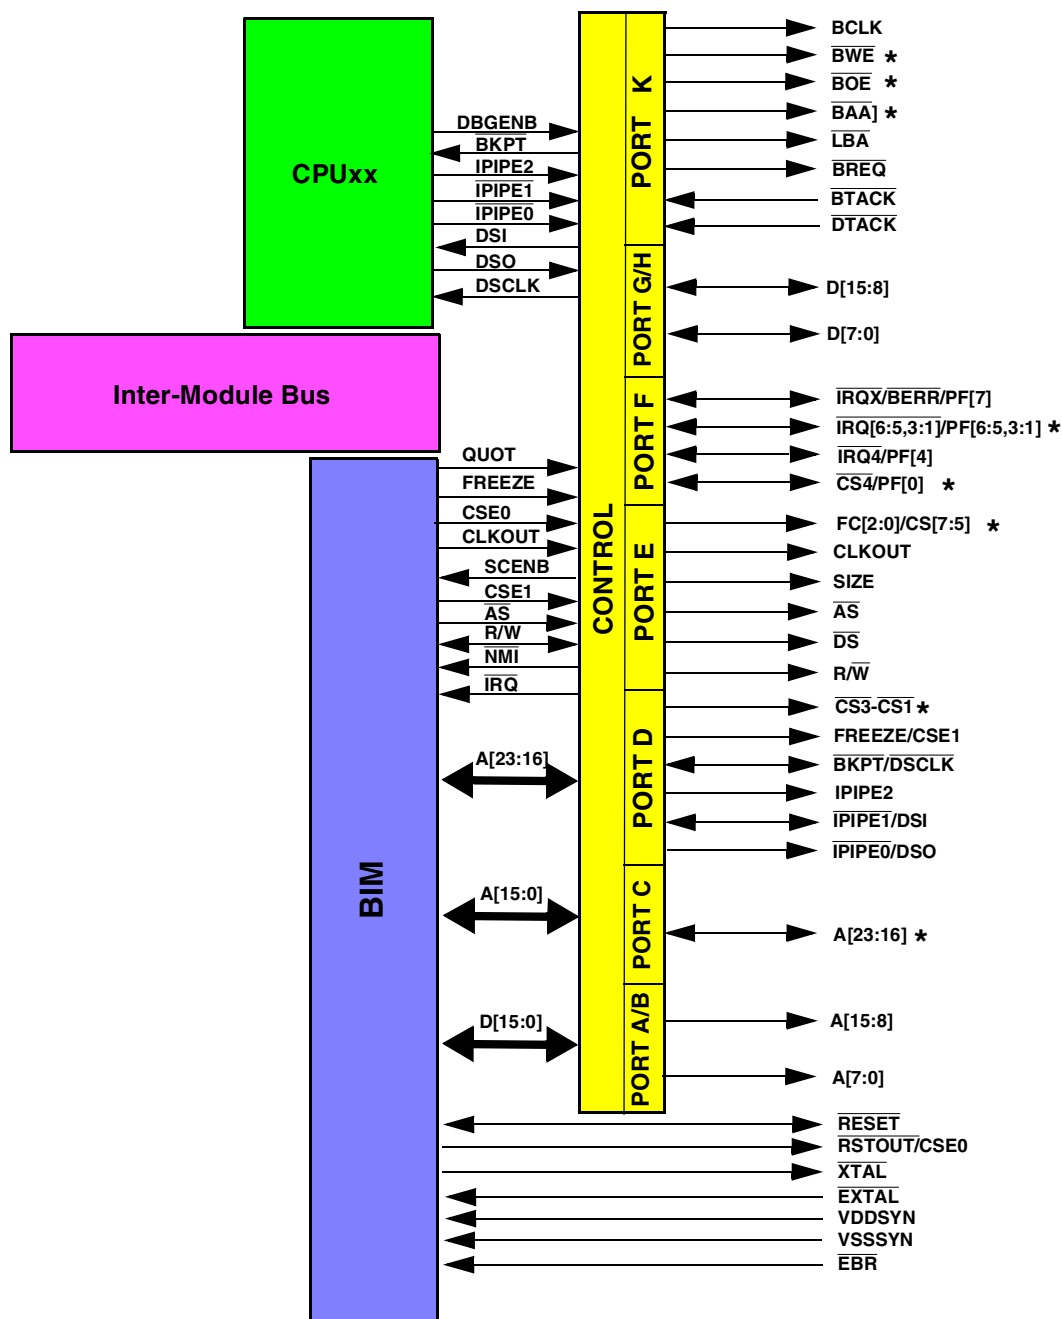 CPUxx
DBGENB
BKPT
IPIPE2
IPIPE1
IPIPE0
DSI
DSO
DSCLK
Inter-Module Bus
BIM
QUOT
FREEZE
CSE0
CLKOUT
SCENB
CSE1
AS
R/W
NMI
IRQ
A[23:16]
A[15:0]
D[15:0]
CONTROL
PORT K
PORT G/H
PORT F
PORT E
PORT D
PORT C
PORT A/B
BCLK
BWE *
BOE *
BAA] *
LBA
BREQ
BTACK
DTACK
D[15:8]
D[7:0]
IRQX/BERR/PF[7]
IRQ[6:5,3:1]/PF[6:5,3:1] *
IRQ4/PF[4]
CS4/PF[0] *
FC[2:0]/CS[7:5] *
CLKOUT
SIZE
AS
DS
R/W
CS3-CS1 *
FREEZE/CSE1
BKPT/DSCLK
IPIPE2
IPIPE1/DSI
IPIPE0/DSO
A[23:16] *
A[15:8]
A[7:0]
RESET
RSTOUT/CSE0
XTAL
EXTAL
VDDSYN
VSSSYN
EBR